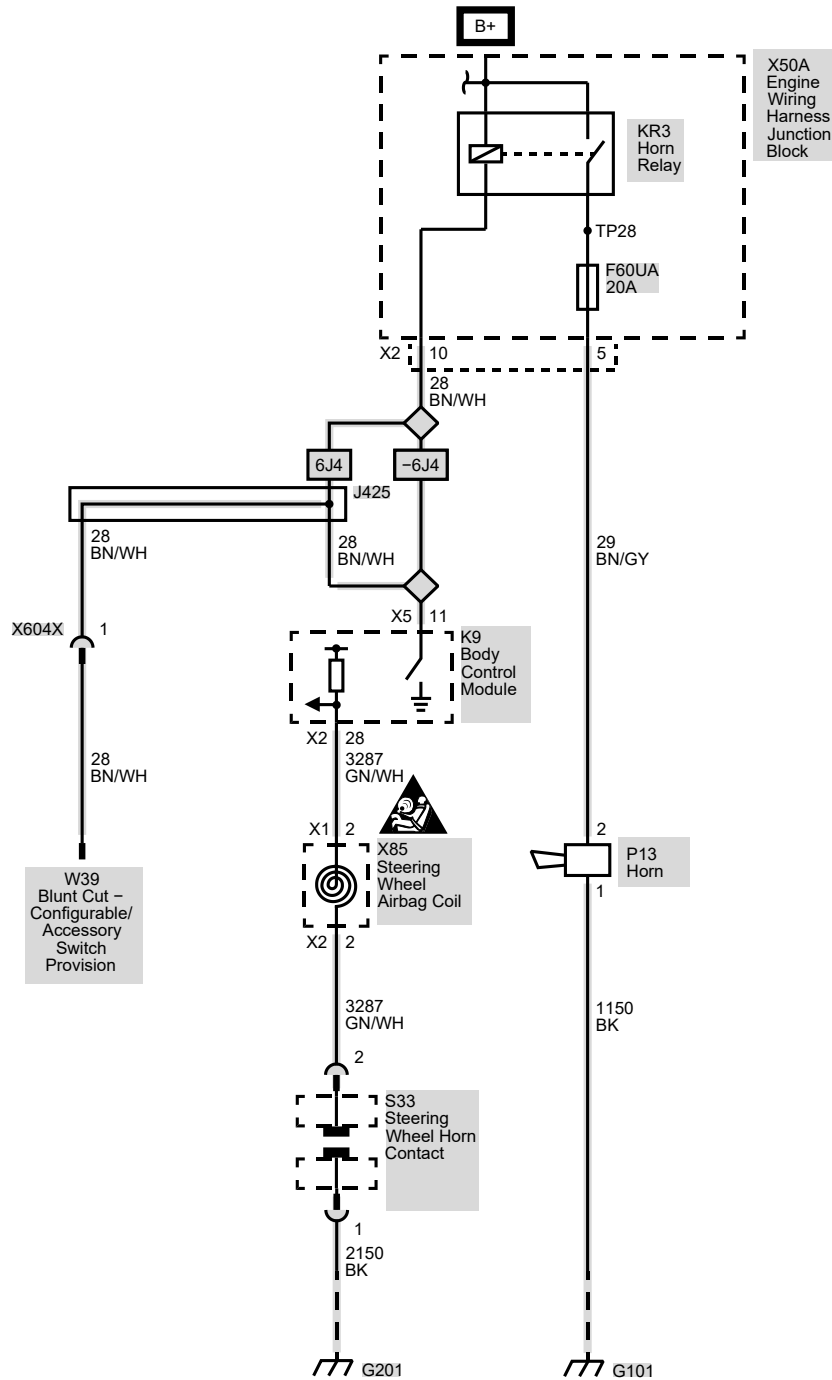 B+
X50A
Engine
Wiring
Harness
Junction
Block
KR3
Horn
Relay
TP28
F60UA
20A
X2 10 5
28
BN/WH
6J4 −6J4
J425
28
BN/WH
28
BN/WH
29
BN/GY
X604X 1
X5 11
K9
Body
Control
Module
X2 28
3287
GN/WH
28
BN/WH
X1 2
X85
Steering
Wheel
Airbag Coil
X2 2
2
P13
Horn
1
W39
Blunt Cut −
Configurable/
Accessory
Switch
Provision
3287
GN/WH
1150
BK
2
S33
Steering
Wheel Horn
Contact
1
2150
BK
G201 G101